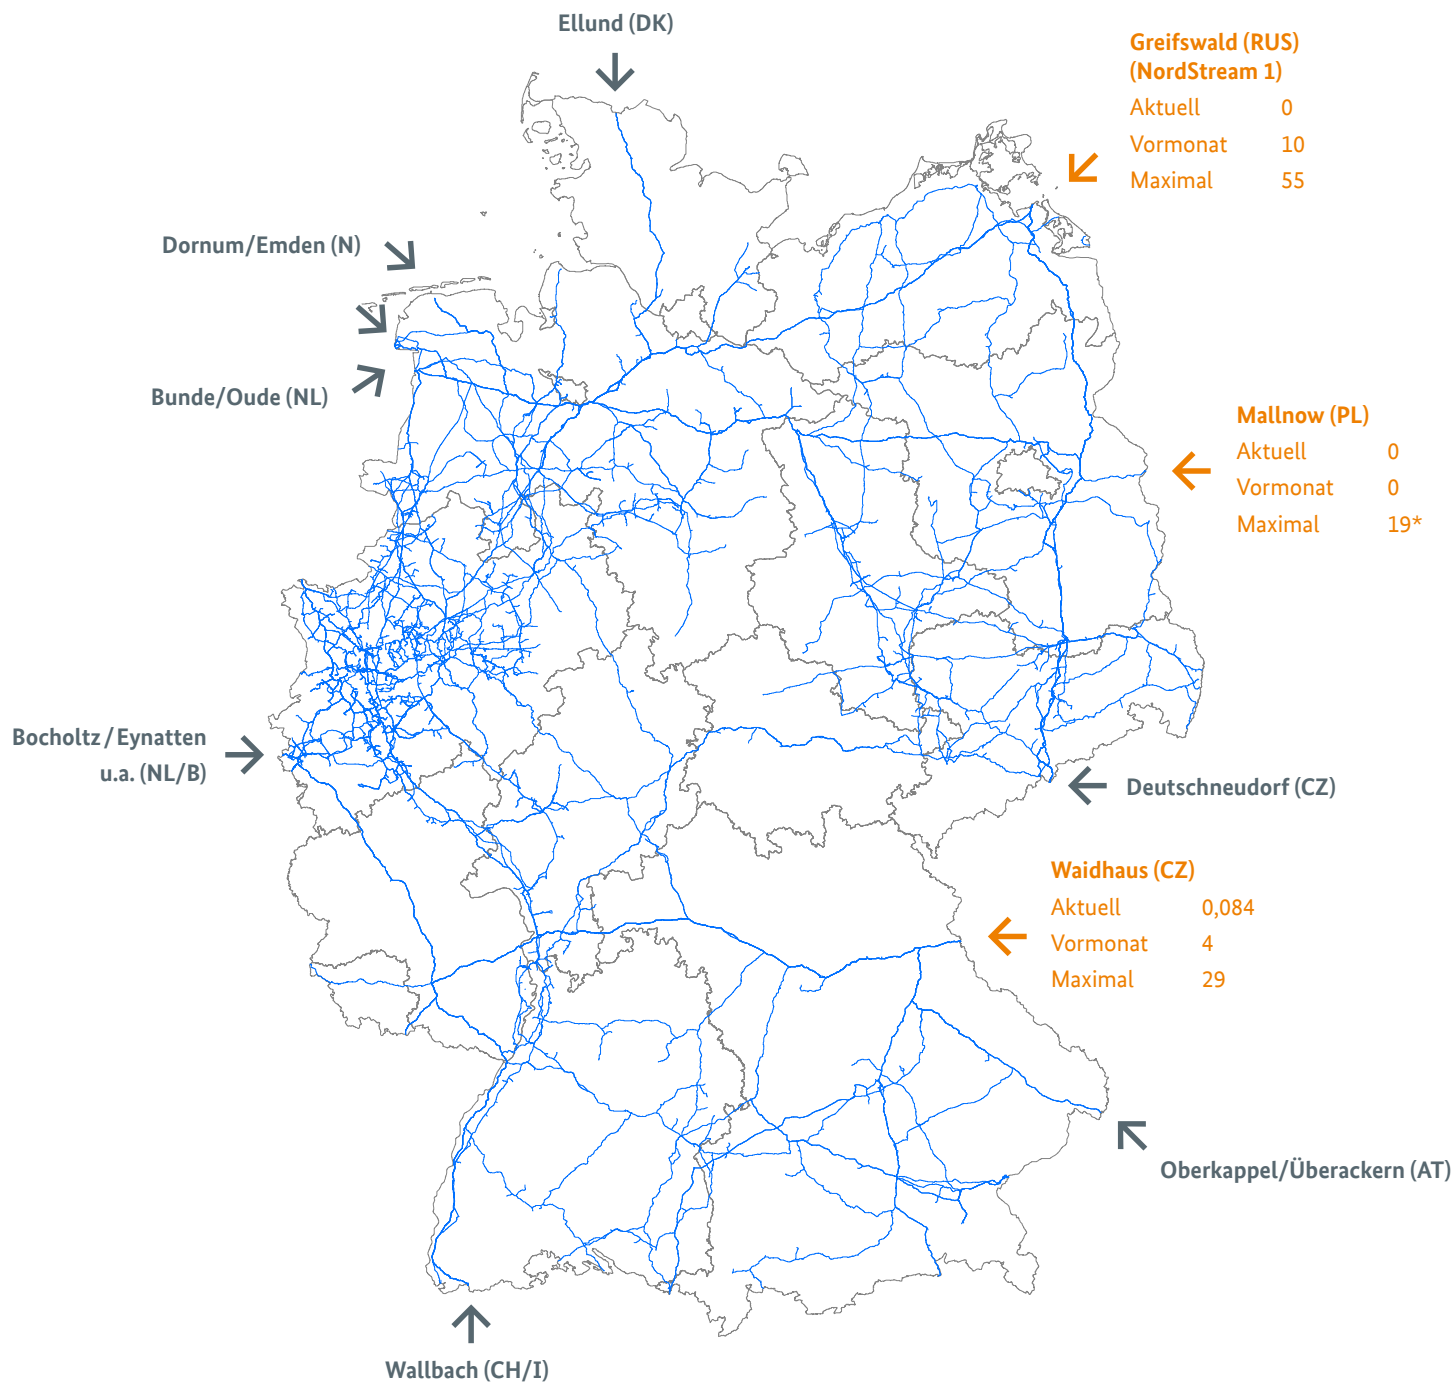 Ellund (DK)
Greifswald (RUS)
(NordStream 1)
Aktuell 0
Vormonat 10
Maximal 55
Dornum/Emden (N)
Bunde/Oude (NL)
Mallnow (PL)
Aktuell 0
Vormonat 0
Maximal 19*
Bocholtz / Eynatten
u.a. (NL/B)
Deutschneudorf (CZ)
Waidhaus (CZ)
Aktuell 0,084
Vormonat 4
Maximal 29
Oberkappel/Überackern (AT)
Wallbach (CH/I)